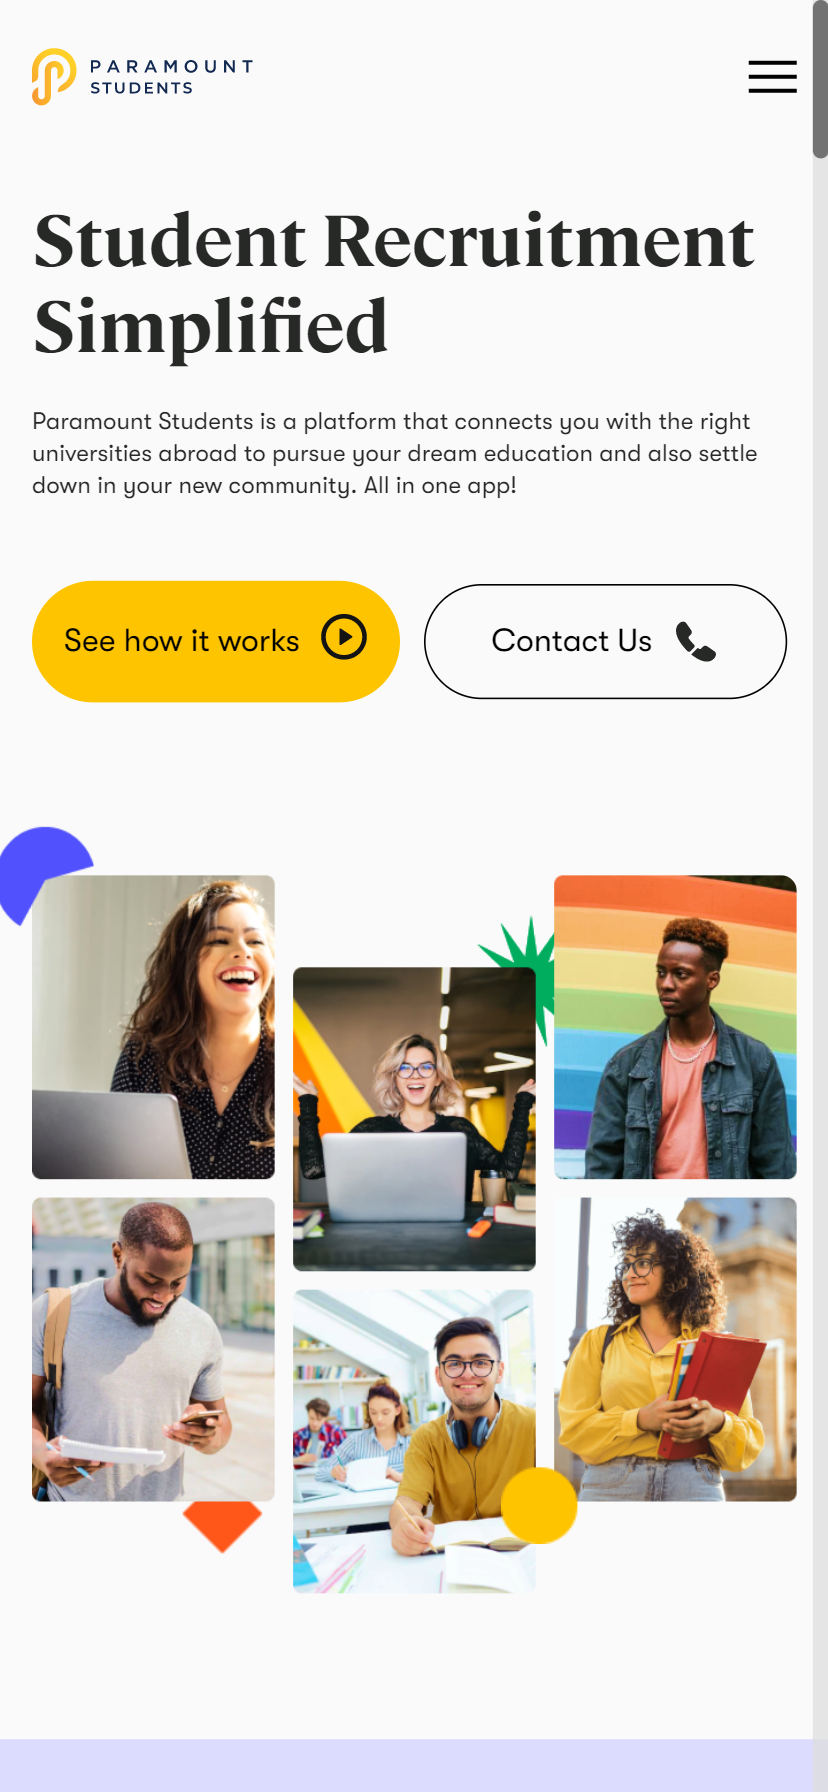 PARAMOUNT
STUDENTS
Student Recruitment
Simplified
Paramount Students is a platform that connects you with the right
universities abroad to pursue your dream education and also settle
down in your new community. All in one app!
See how it works
Contact Us